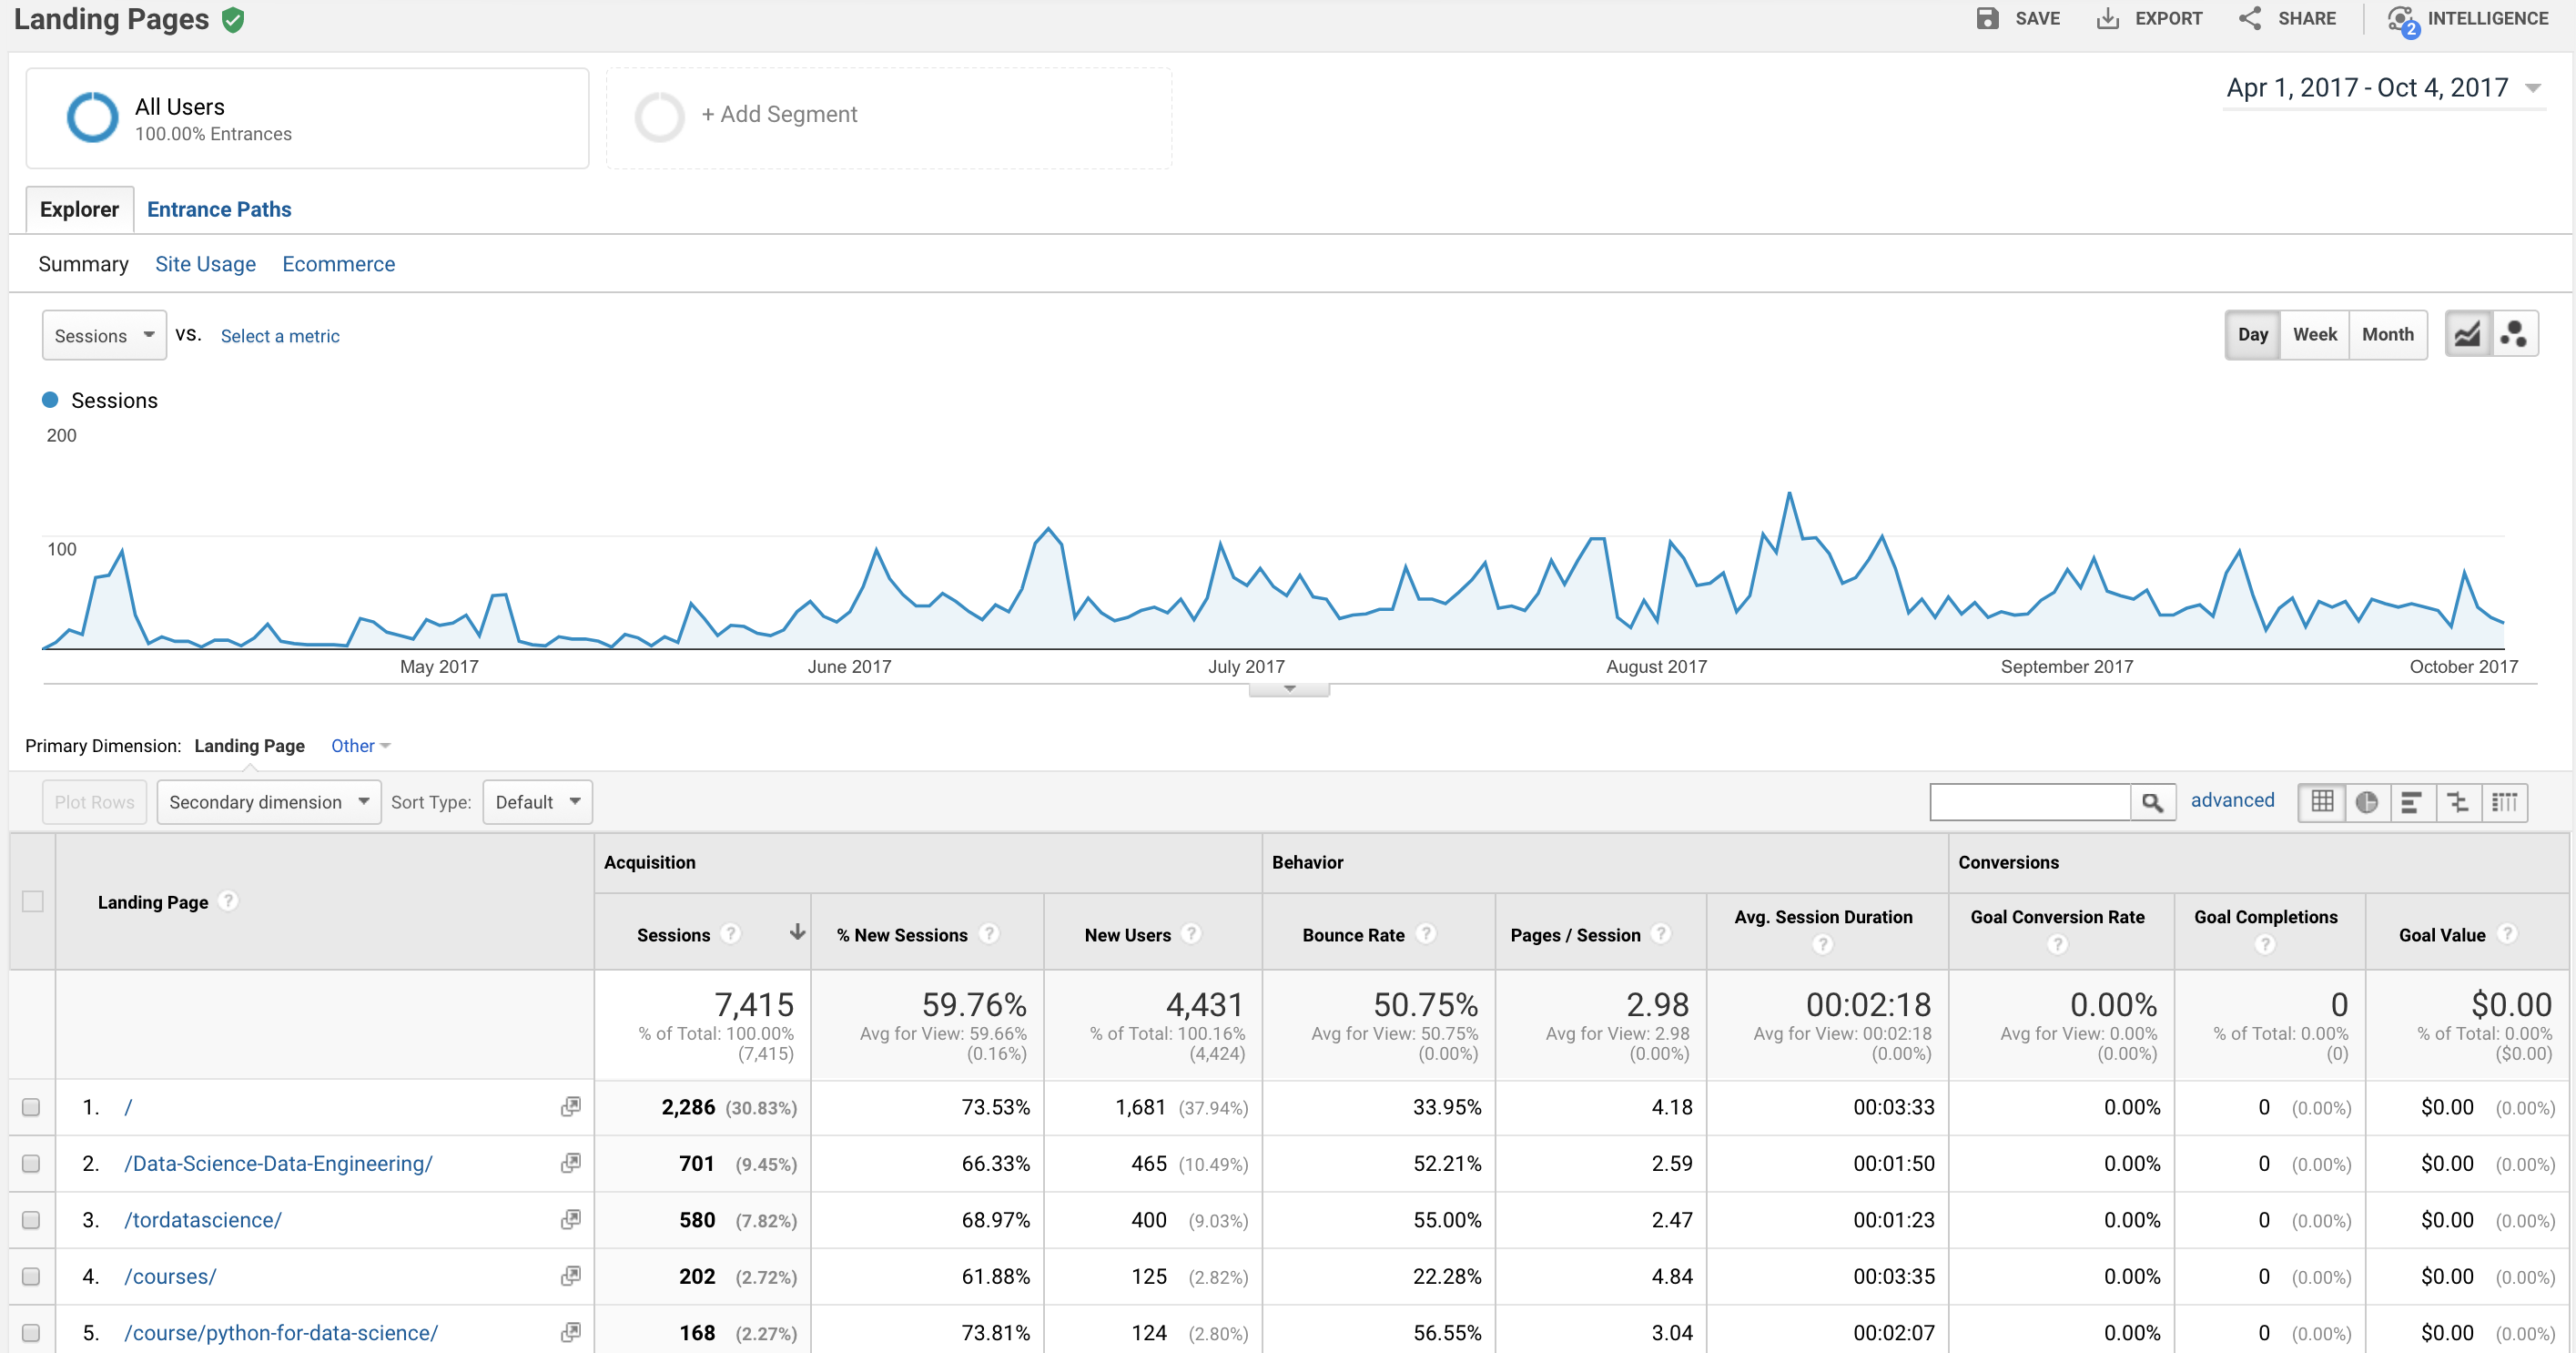 Landing Pages
SAVE EXPORT SHARE 2 INTELLIGENCE
All Users
100.00% Entrances
+ Add Segment
Apr 1, 2017 - Oct 4, 2017
Explorer Entrance Paths
Summary Site Usage Ecommerce
Sessions VS. Select a metric
Day Week Month
Sessions
200
100
May 2017 June 2017 July 2017 August 2017 September 2017 October 2017
Primary Dimension: Landing Page Other
Plot Rows Secondary dimension Sort Type: Default advanced
Acquisition Behavior Conversions
Landing Page ?
Sessions ? % New Sessions ? New Users ? Bounce Rate ? Pages / Session ? Avg. Session Duration ? Goal Conversion Rate ? Goal Completions ? Goal Value ?
7,415 59.76% 4,431 50.75% 2.98 00:02:18 0.00% 0 $0.00
% of Total: 100.00% Avg for View: 59.66% % of Total: 100.16% Avg for View: 50.75% Avg for View: 2.98 Avg for View: 00:02:18 Avg for View: 0.00% % of Total: 0.00% % of Total: 0.00%
(7,415) (0.16%) (4,424) (0.00%) (0.00%) (0.00%) (0.00%) (0) ($0.00)
1. / 2,286 (30.83%) 73.53% 1,681 (37.94%) 33.95% 4.18 00:03:33 0.00% 0 (0.00%) $0.00 (0.00%)
2. /Data-Science-Data-Engineering/ 701 (9.45%) 66.33% 465 (10.49%) 52.21% 2.59 00:01:50 0.00% 0 (0.00%) $0.00 (0.00%)
3. /tordatascience/ 580 (7.82%) 68.97% 400 (9.03%) 55.00% 2.47 00:01:23 0.00% 0 (0.00%) $0.00 (0.00%)
4. /courses/ 202 (2.72%) 61.88% 125 (2.82%) 22.28% 4.84 00:03:35 0.00% 0 (0.00%) $0.00 (0.00%)
5. /course/python-for-data-science/ 168 (2.27%) 73.81% 124 (2.80%) 56.55% 3.04 00:02:07 0.00% 0 (0.00%) $0.00 (0.00%)